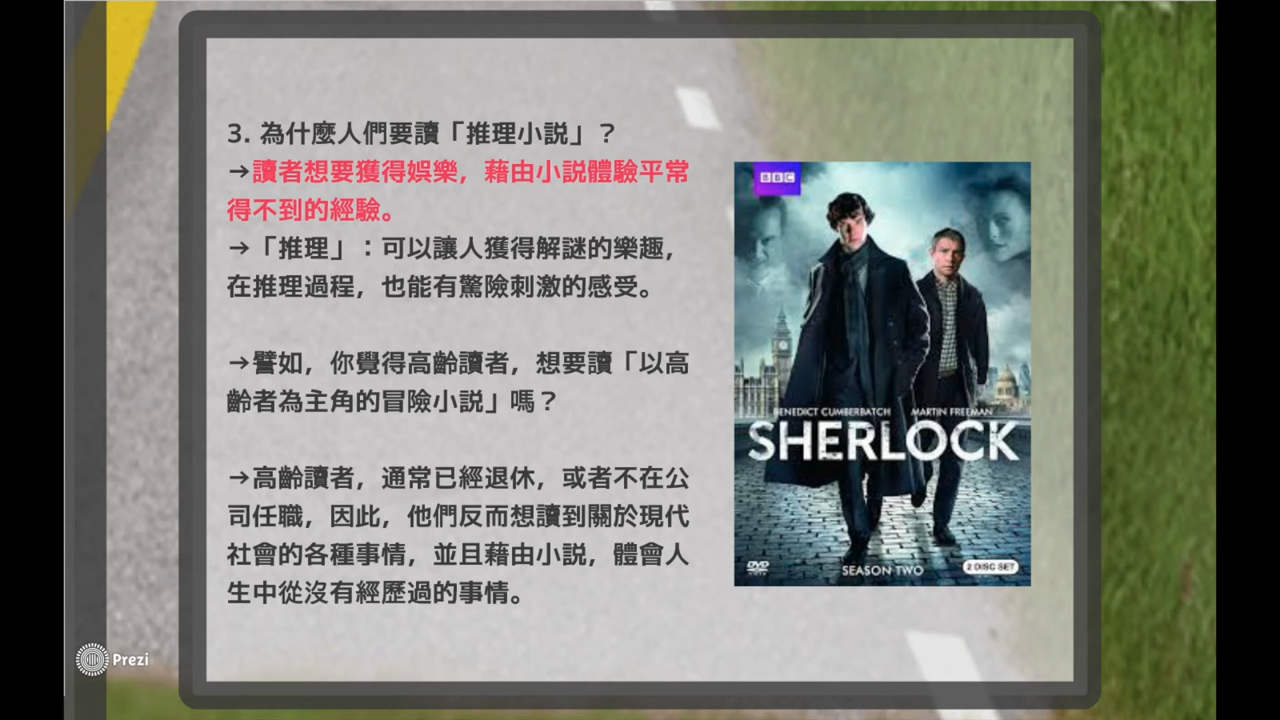 3. 為什麼人們要讀「推理小説」？
→讀者想要獲得娛樂，藉由小説體驗平常
得不到的經驗。
→「推理」：可以讓人獲得解謎的樂趣，
在推理過程，也能有驚險刺激的感受。
→譬如，你覺得高齡讀者，想要讀「以高
齡者為主角的冒險小説」嗎？
→高齡讀者，通常已經退休，或者不在公
司任職，因此，他們反而想讀到關於現代
社會的各種事情，並且藉由小説，體會人
生中從沒有經歷過的事情。
BBC
BENEDICT CUMBERBATCH MARTIN FREEMAN
SHERLOCK
DVD SEASON TWO 2 DISC SET
Prezi